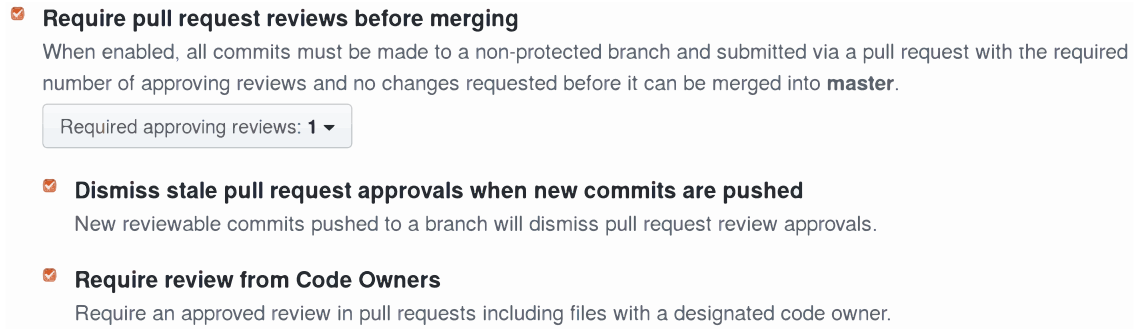 Require pull request reviews before merging
When enabled, all commits must be made to a non-protected branch and submitted via a pull request with the required
number of approving reviews and no changes requested before it can be merged into master.
Required approving reviews: 1
Dismiss stale pull request approvals when new commits are pushed
New reviewable commits pushed to a branch will dismiss pull request review approvals.
Require review from Code Owners
Require an approved review in pull requests including files with a designated code owner.